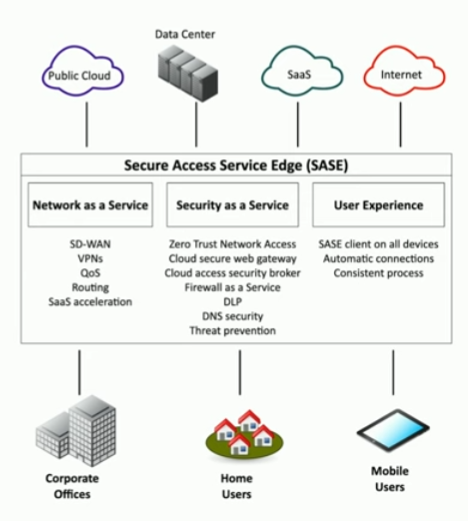 Data Center
Public Cloud
SaaS
Internet
Secure Access Service Edge (SASE)
Network as a Service
Security as a Service
User Experience
SD-WAN
VPNs
QoS
Routing
SaaS acceleration
Zero Trust Network Access
Cloud secure web gateway
Cloud access security broker
Firewall as a Service
DLP
DNS security
Threat prevention
SASE client on all devices
Automatic connections
Consistent process
Corporate
Offices
Home
Users
Mobile
Users